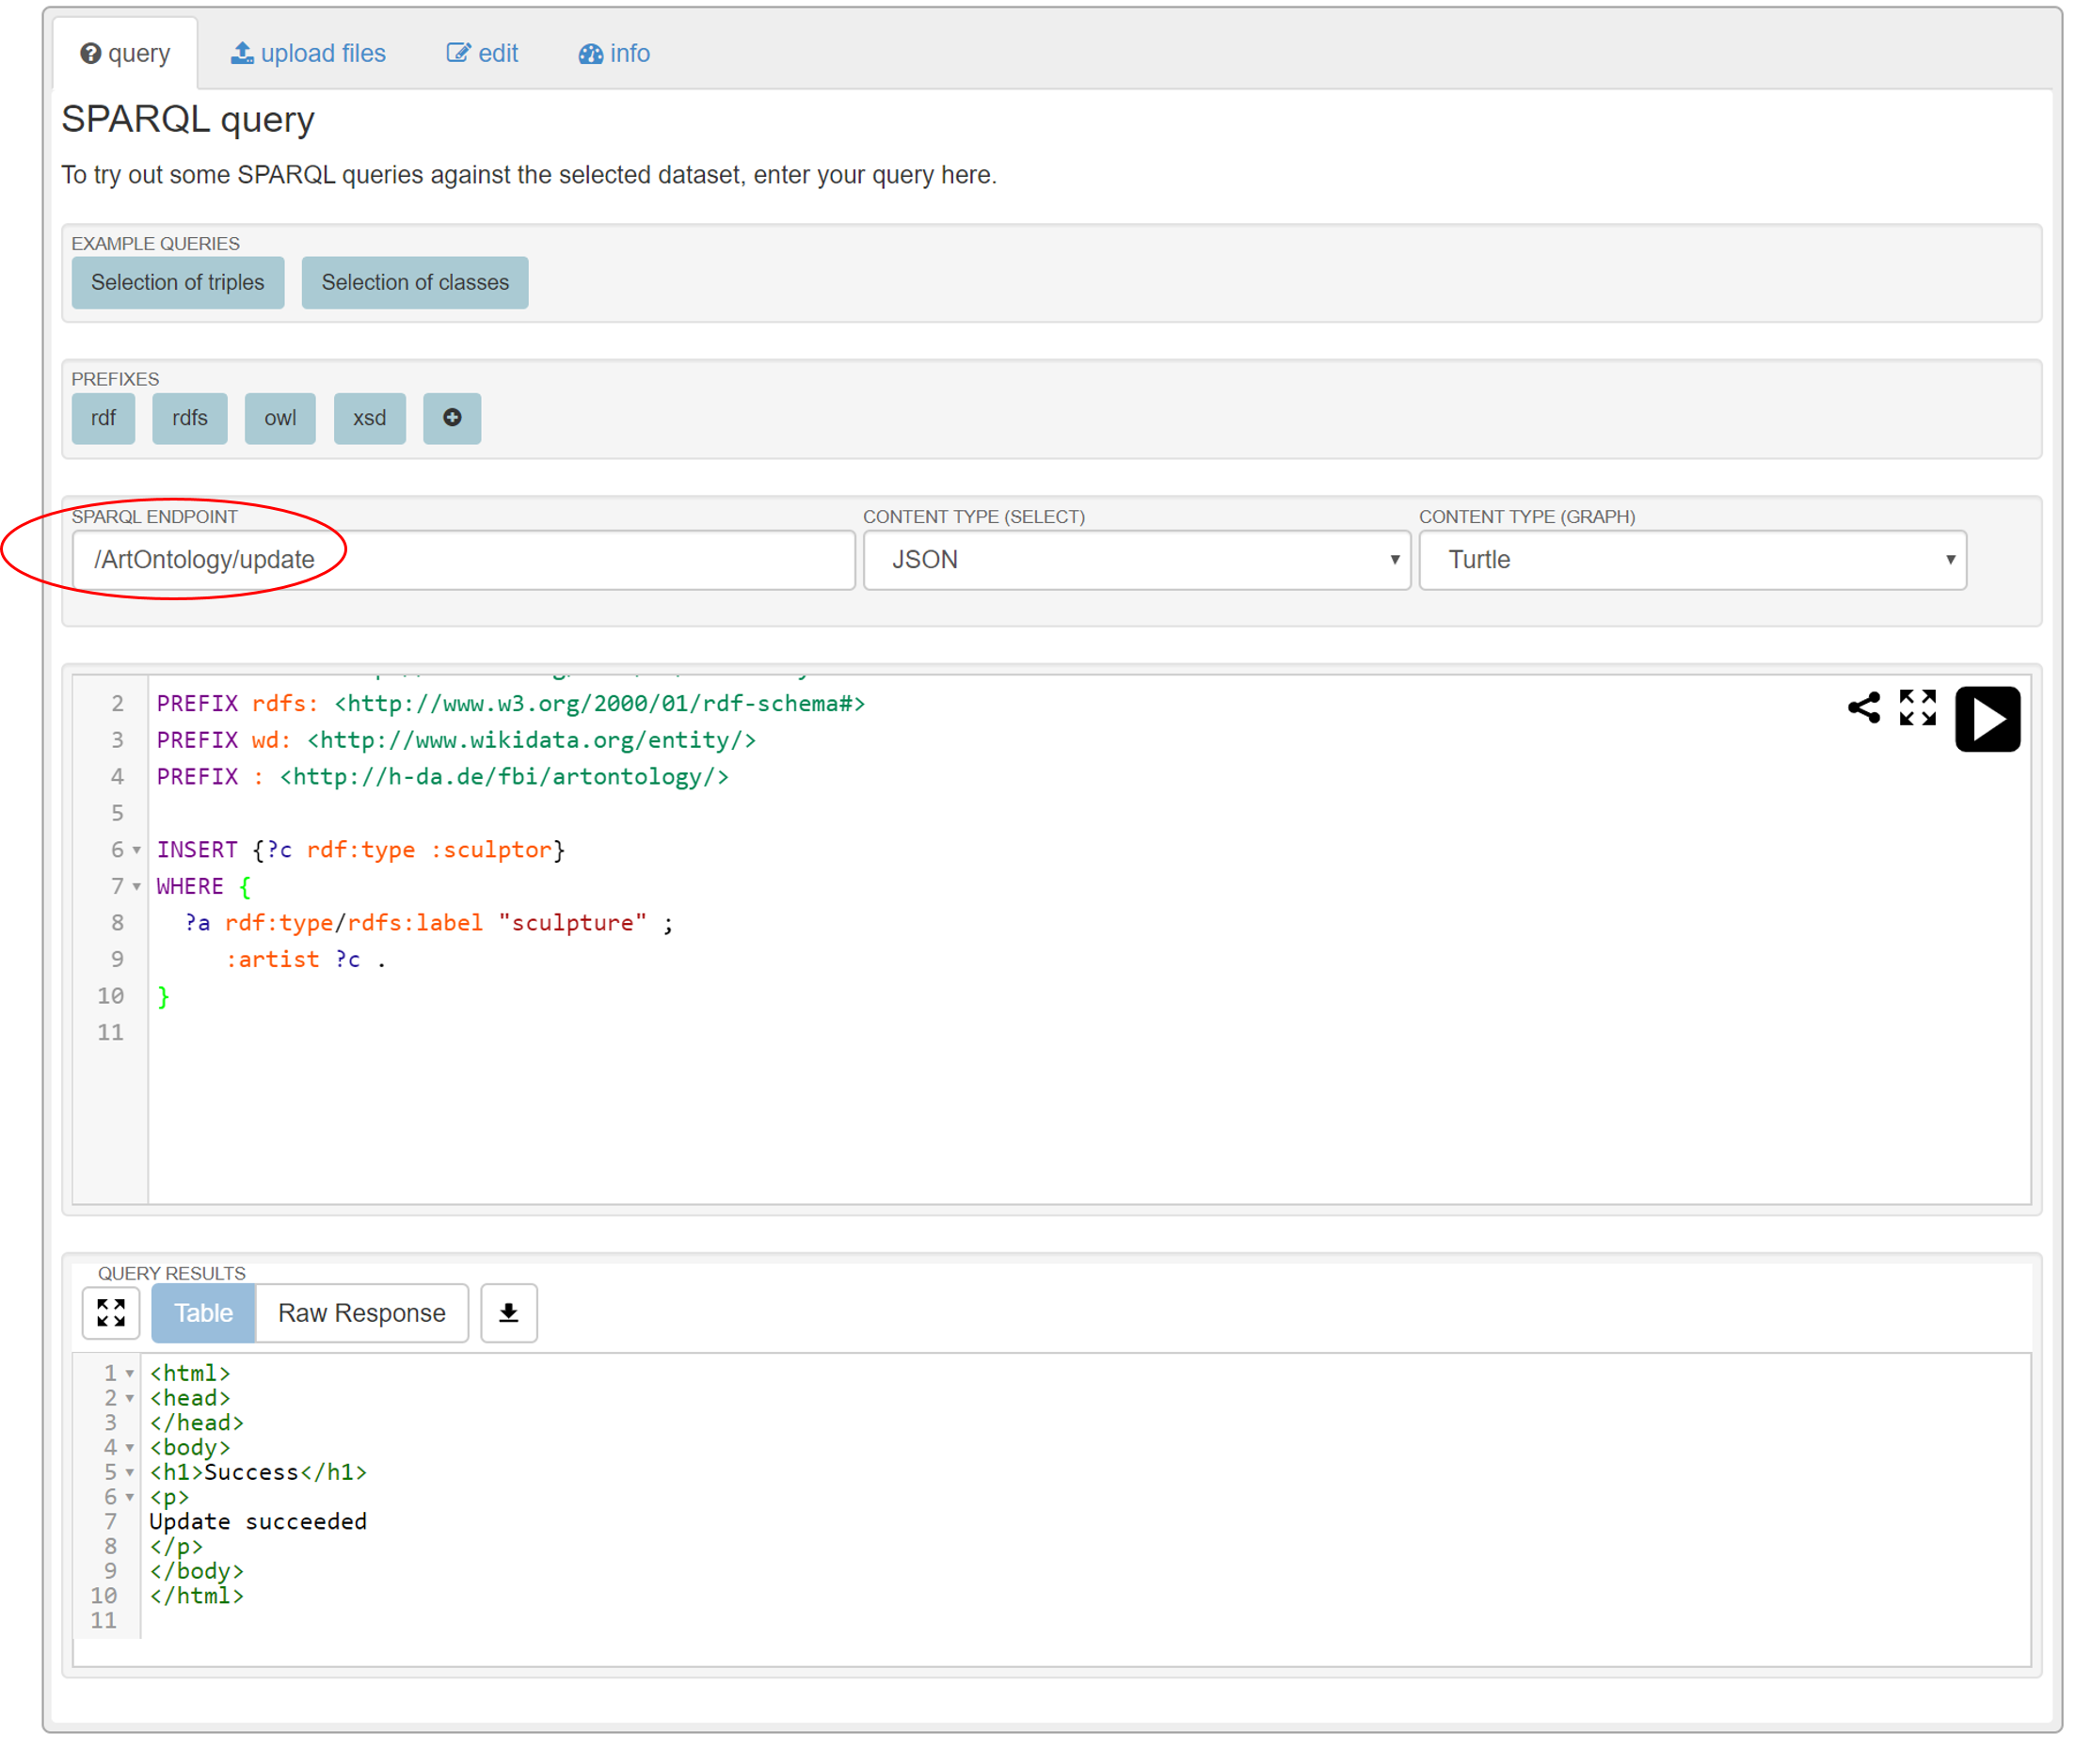 query upload files edit info
SPARQL query
To try out some SPARQL queries against the selected dataset, enter your query here.
EXAMPLE QUERIES
Selection of triples Selection of classes
PREFIXES
rdf rdfs owl xsd
SPARQL ENDPOINT CONTENT TYPE (SELECT) CONTENT TYPE (GRAPH)
/ArtOntology/update JSON Turtle
2 PREFIX rdfs: <http://www.w3.org/2000/01/rdf-schema#>
3 PREFIX wd: <http://www.wikidata.org/entity/>
4 PREFIX : <http://h-da.de/fbi/artontology/>
5
6 INSERT {?c rdf:type :sculptor}
7 WHERE {
8 ?a rdf:type/rdfs:label "sculpture" ;
9 :artist ?c .
10 }
11
QUERY RESULTS
Table Raw Response
1 <html>
2 <head>
3 </head>
4 <body>
5 <h1>Success</h1>
6 <p>
7 Update succeeded
8 </p>
9 </body>
10 </html>
11